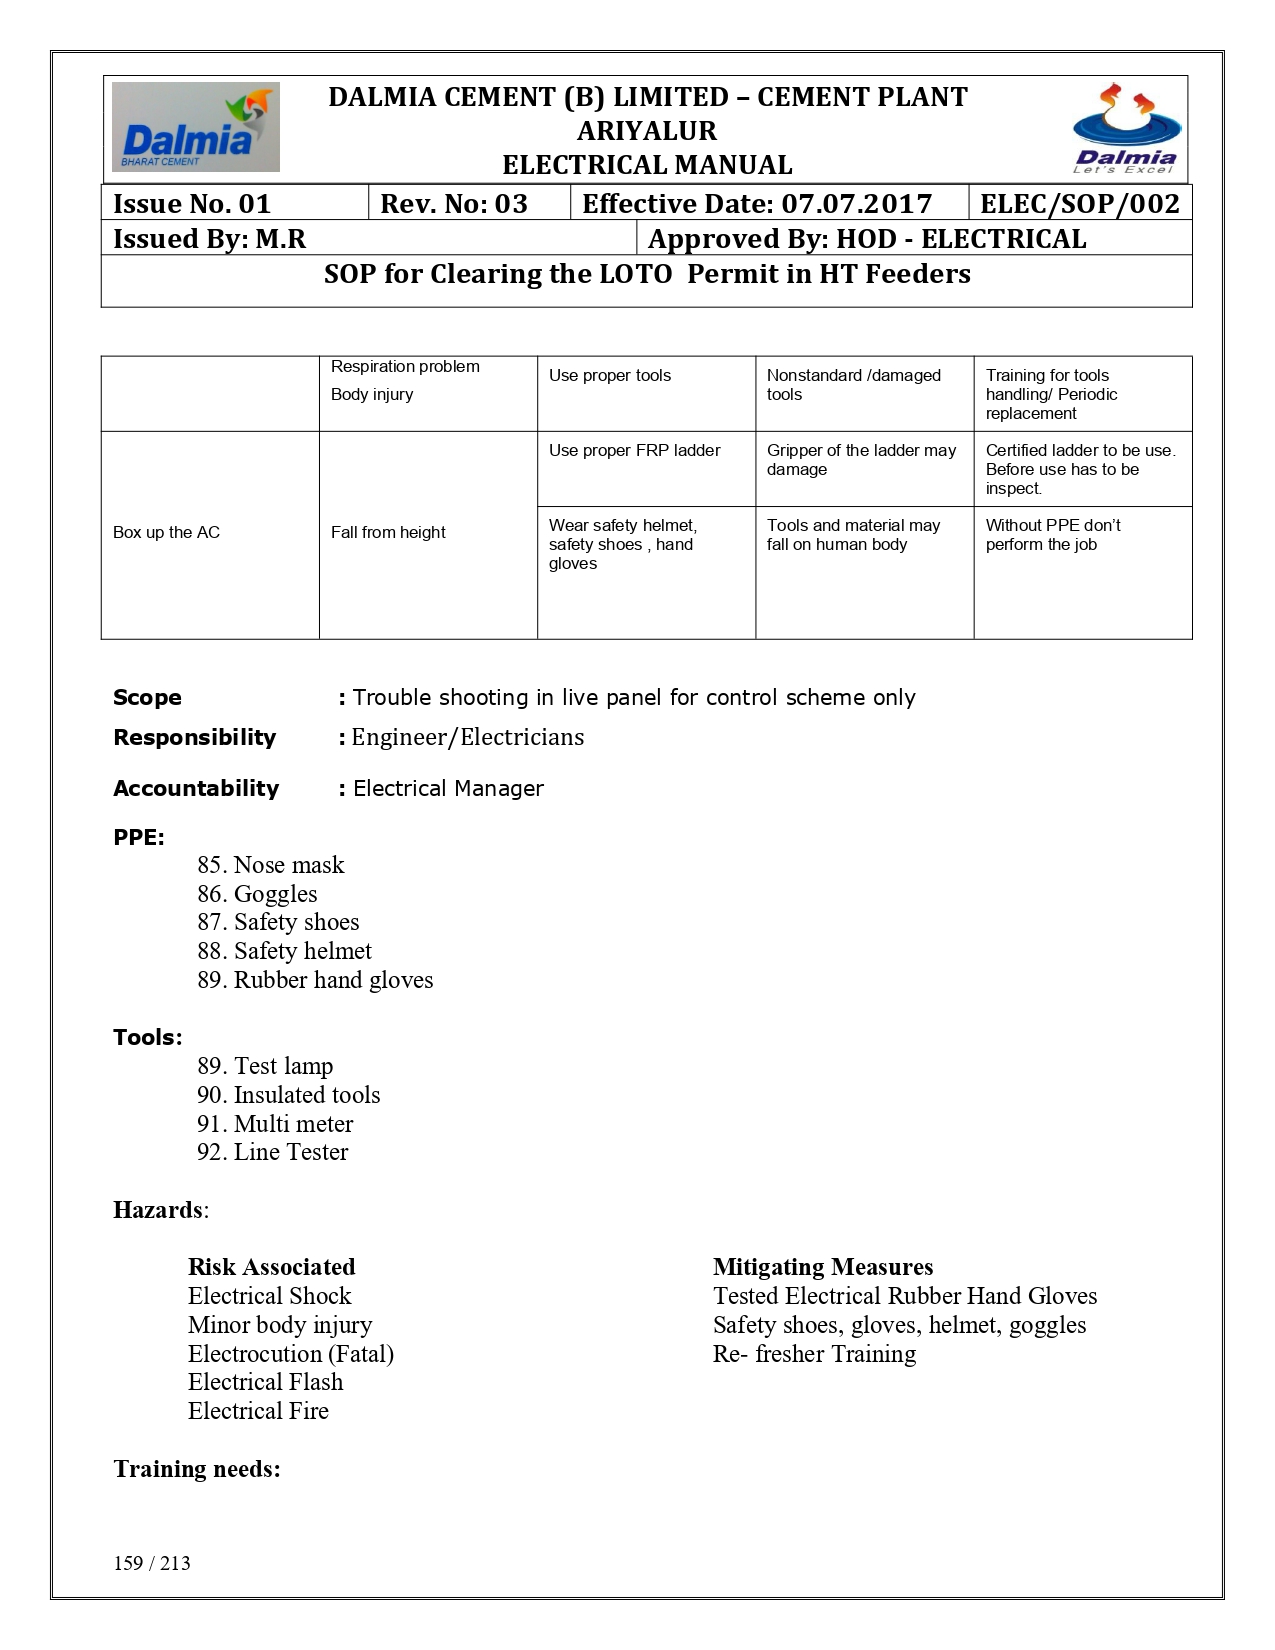 Dalmia
BHARAT CEMENT
DALMIA CEMENT (B) LIMITED – CEMENT PLANT
ARIYALUR
ELECTRICAL MANUAL
Dalmia
Let's Excel
Issue No. 01 Rev. No: 03 Effective Date: 07.07.2017 ELEC/SOP/002
Issued By: M.R Approved By: HOD - ELECTRICAL
SOP for Clearing the LOTO Permit in HT Feeders
Respiration problem
Body injury
Use proper tools
Nonstandard /damaged
tools
Training for tools
handling/ Periodic
replacement
Box up the AC
Fall from height
Use proper FRP ladder
Gripper of the ladder may
damage
Certified ladder to be use.
Before use has to be
inspect.
Wear safety helmet,
safety shoes , hand
gloves
Tools and material may
fall on human body
Without PPE don’t
perform the job
Scope : Trouble shooting in live panel for control scheme only
Responsibility : Engineer/Electricians
Accountability : Electrical Manager
PPE:
85. Nose mask
86. Goggles
87. Safety shoes
88. Safety helmet
89. Rubber hand gloves
Tools:
89. Test lamp
90. Insulated tools
91. Multi meter
92. Line Tester
Hazards:
Risk Associated Mitigating Measures
Electrical Shock Tested Electrical Rubber Hand Gloves
Minor body injury Safety shoes, gloves, helmet, goggles
Electrocution (Fatal) Re- fresher Training
Electrical Flash
Electrical Fire
Training needs:
159 / 213